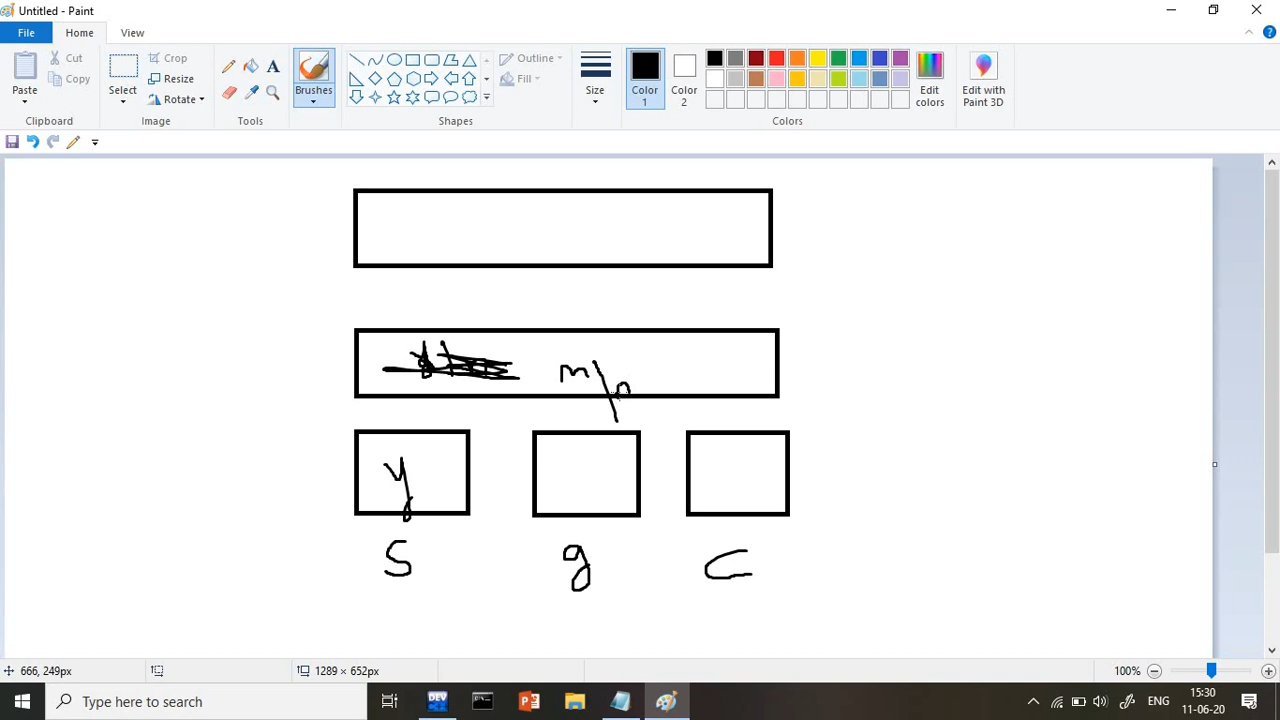 Untitled - Paint
File Home View
Paste
Cut
Copy
Clipboard
Select
Crop
Resize
Rotate
Image
A
Tools
Brushes
Outline
Fill
Shapes
Size
Color 1
Color 2
Edit colors
Colors
Edit with Paint 3D
m/n
y
S g C
666, 249px 1289 × 652px 100%
Type here to search
DEV
ENG
15:30
11-06-20